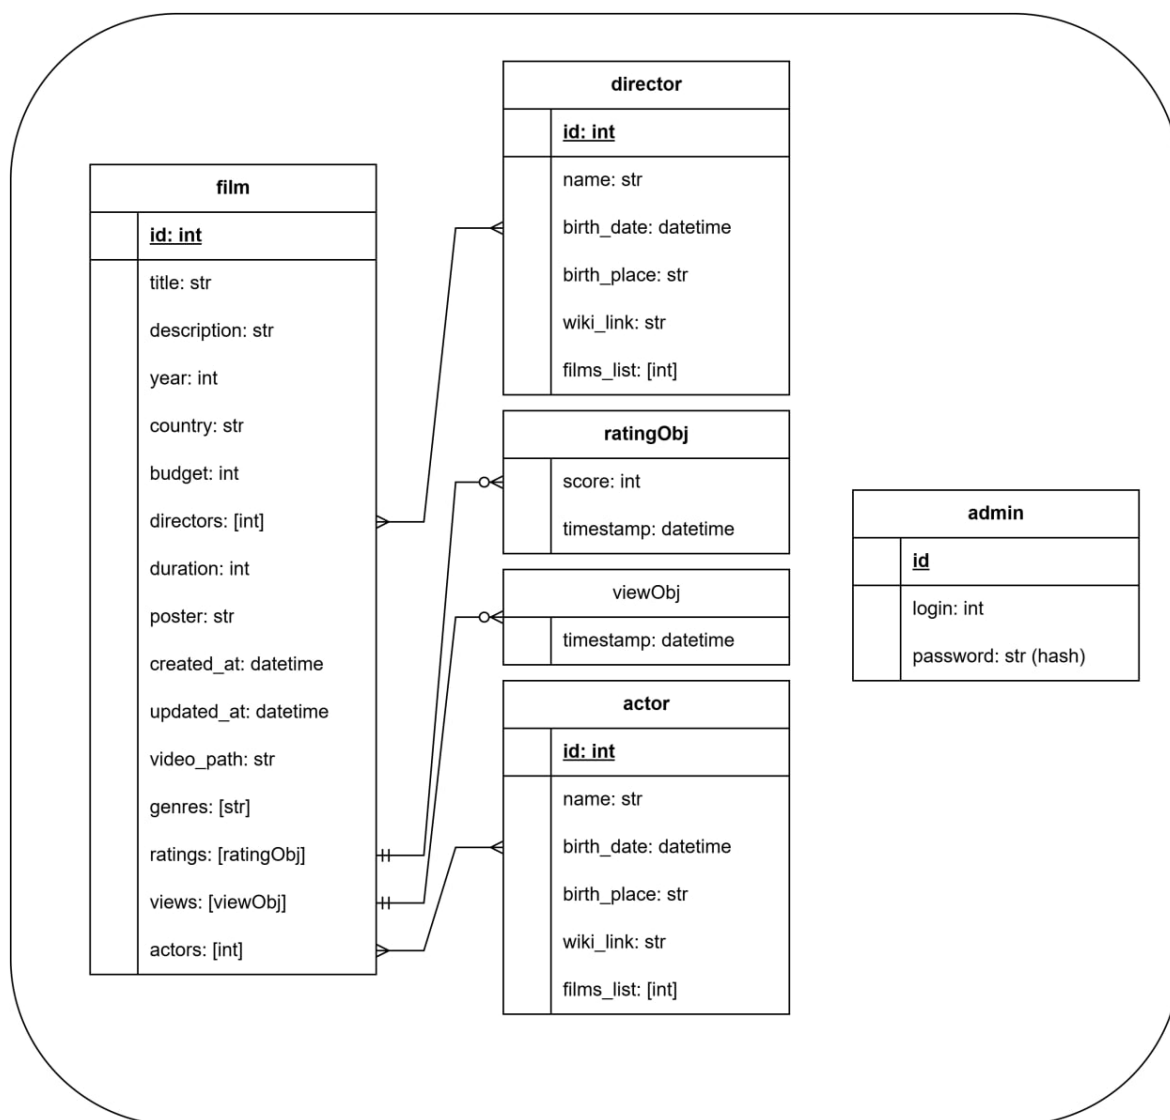 film
id: int
title: str
description: str
year: int
country: str
budget: int
directors: [int]
duration: int
poster: str
created_at: datetime
updated_at: datetime
video_path: str
genres: [str]
ratings: [ratingObj]
views: [viewObj]
actors: [int]
director
id: int
name: str
birth_date: datetime
birth_place: str
wiki_link: str
films_list: [int]
ratingObj
score: int
timestamp: datetime
viewObj
timestamp: datetime
actor
id: int
name: str
birth_date: datetime
birth_place: str
wiki_link: str
films_list: [int]
admin
id
login: int
password: str (hash)